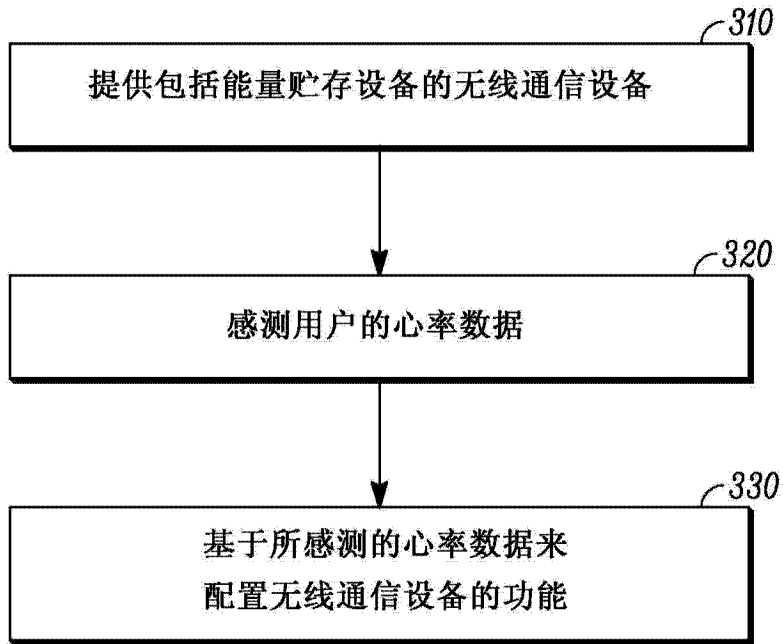 310
提供包括能量贮存设备的无线通信设备
320
感测用户的心率数据
330
基于所感测的心率数据来
配置无线通信设备的功能